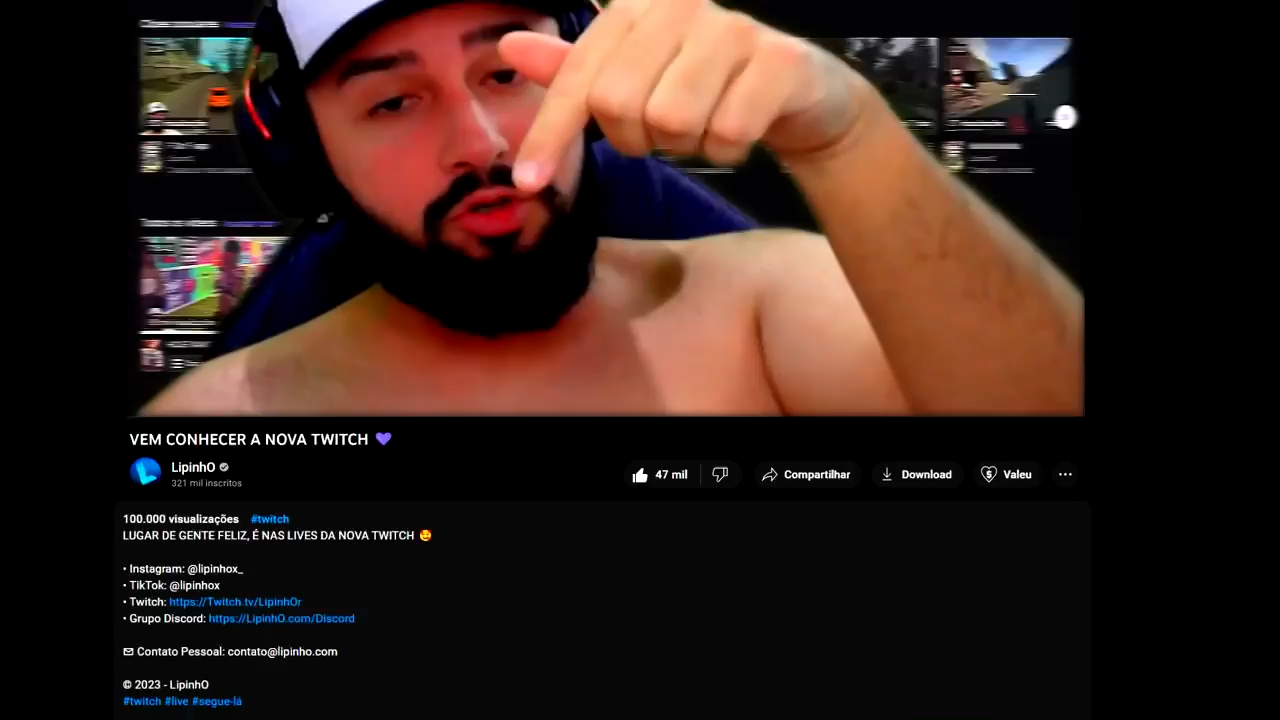 VEM CONHECER A NOVA TWITCH 💜
LipinhO
321 mil inscritos
47 mil
Compartilhar
Download
Valeu
100.000 visualizações #twitch
LUGAR DE GENTE FELIZ, É NAS LIVES DA NOVA TWITCH 🥰
• Instagram: @lipinhox_
• TikTok: @lipinhox
• Twitch: https://Twitch.tv/LipinhOr
• Grupo Discord: https://LipinhO.com/Discord
✉ Contato Pessoal: contato@lipinho.com
© 2023 - LipinhO
#twitch #live #segue-lá